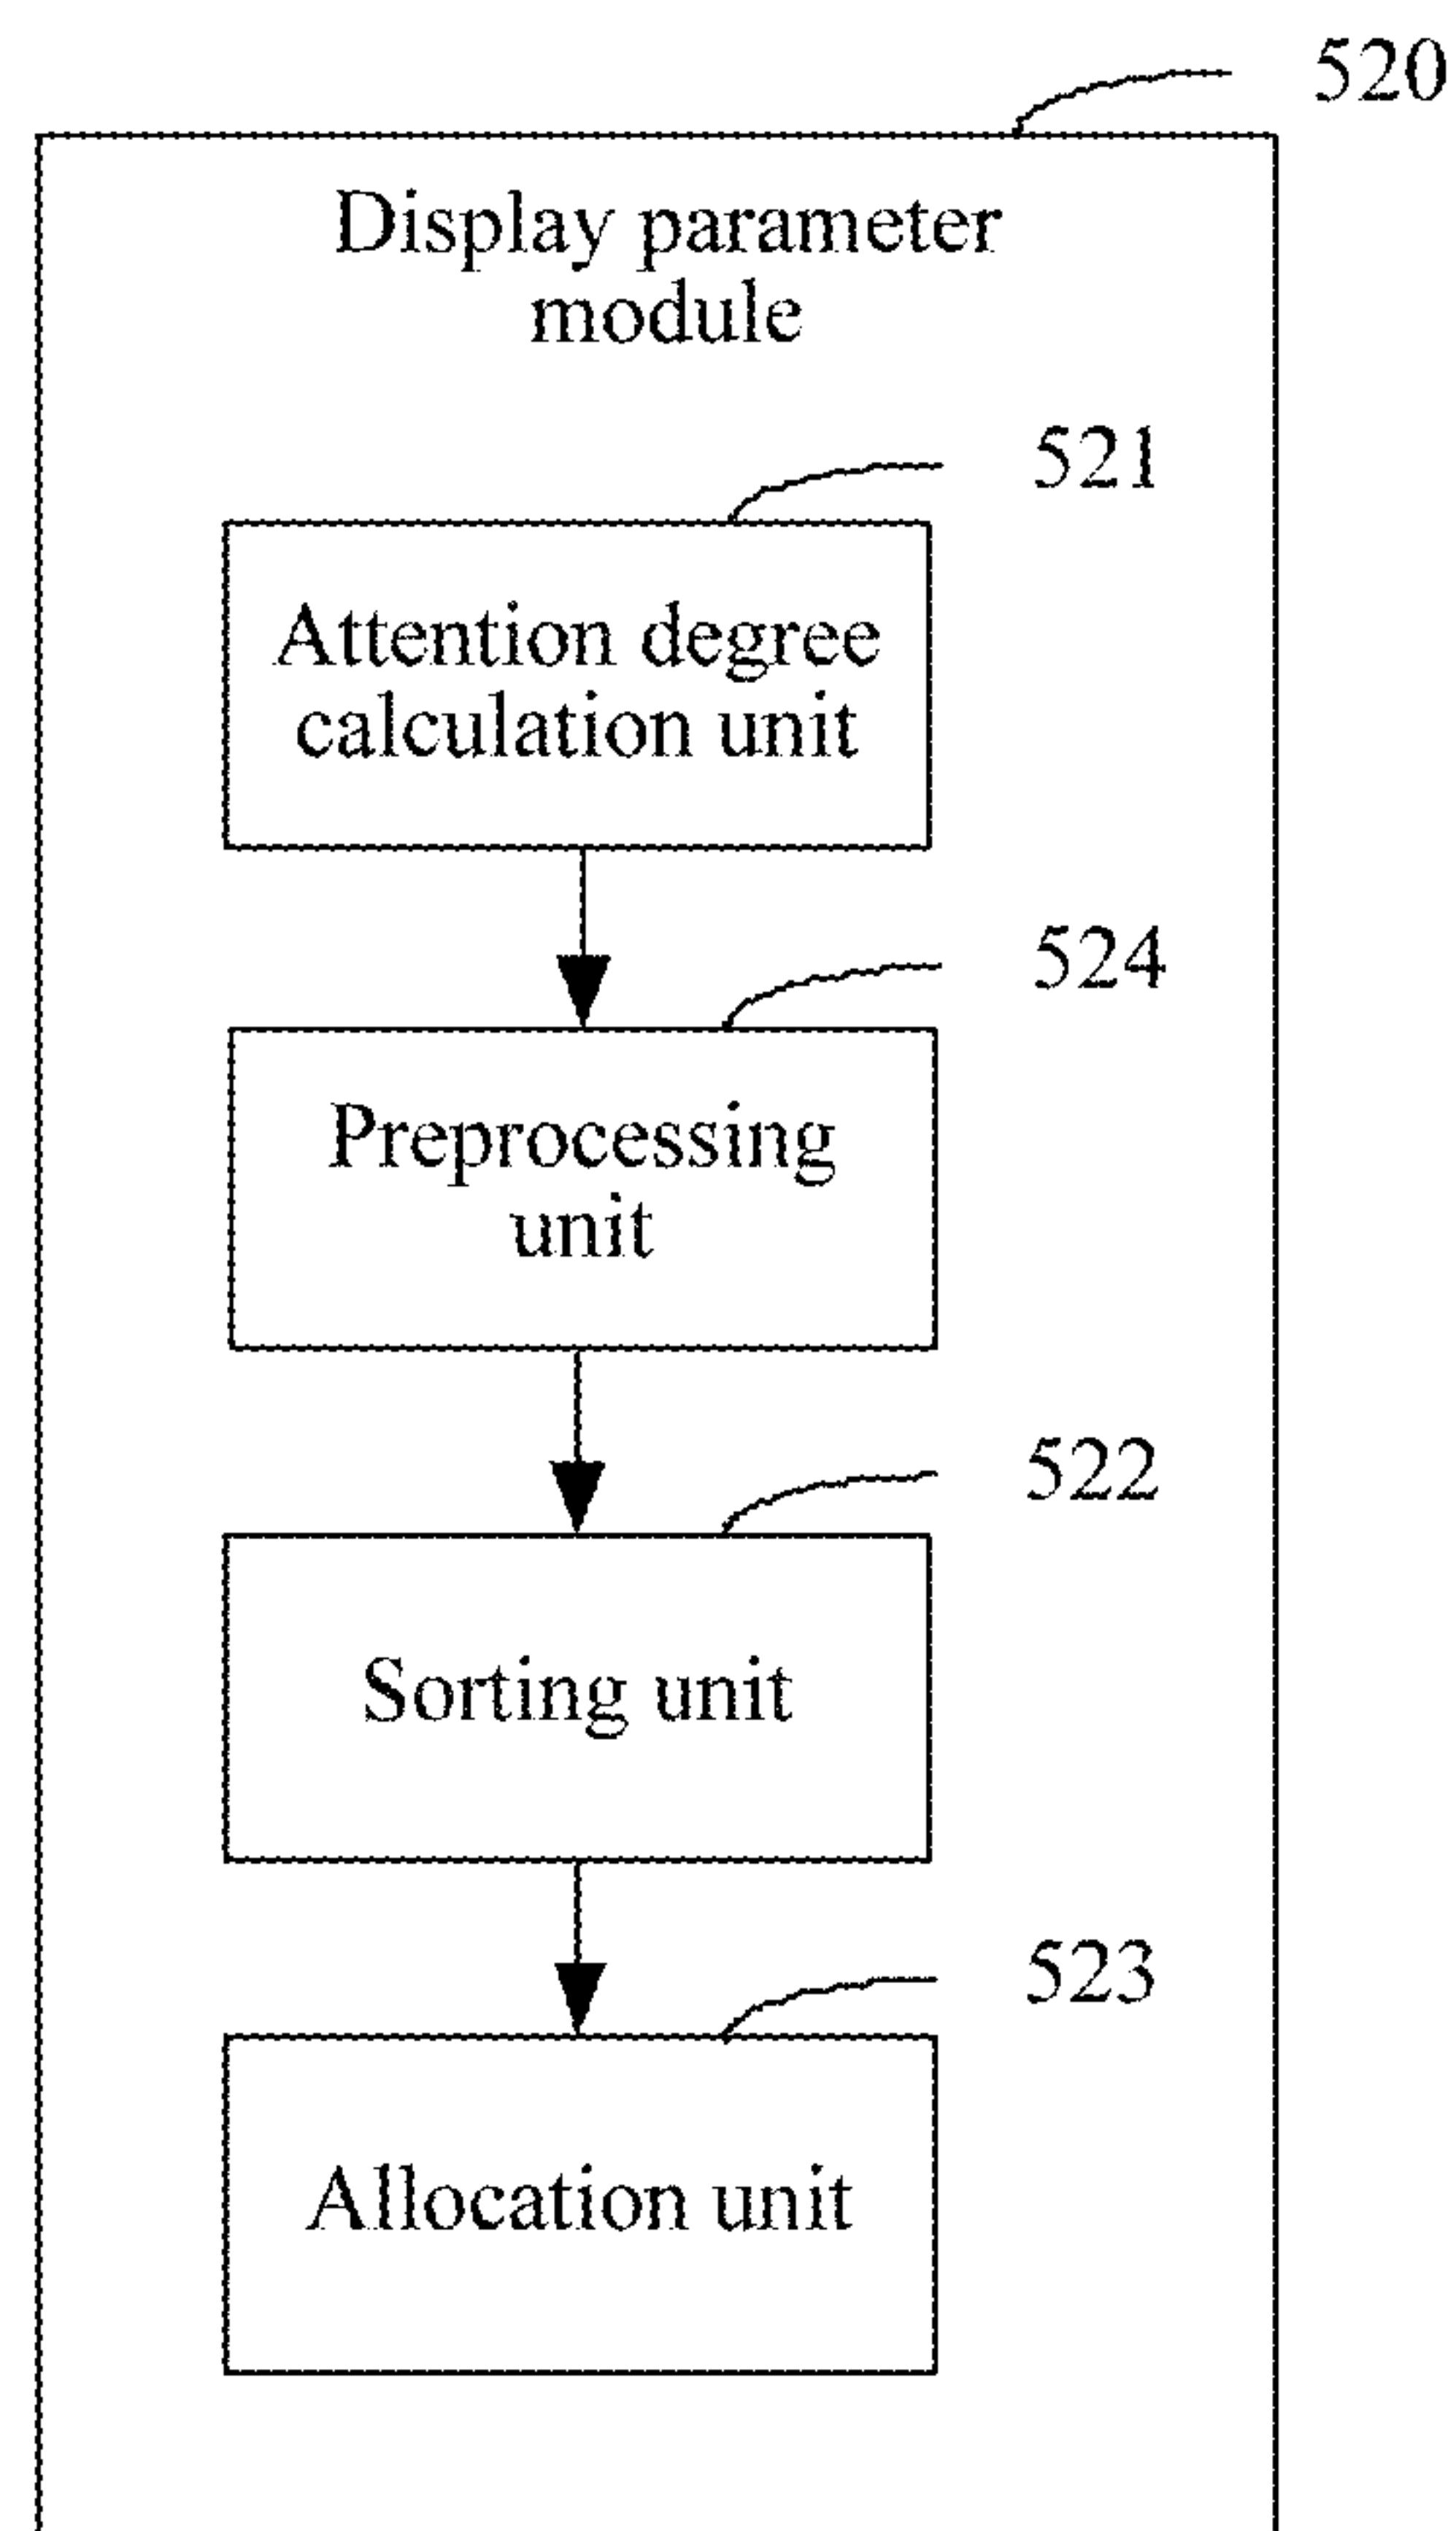 520
Display parameter
module
521
Attention degree
calculation unit
524
Preprocessing
unit
522
Sorting unit
523
Allocation unit